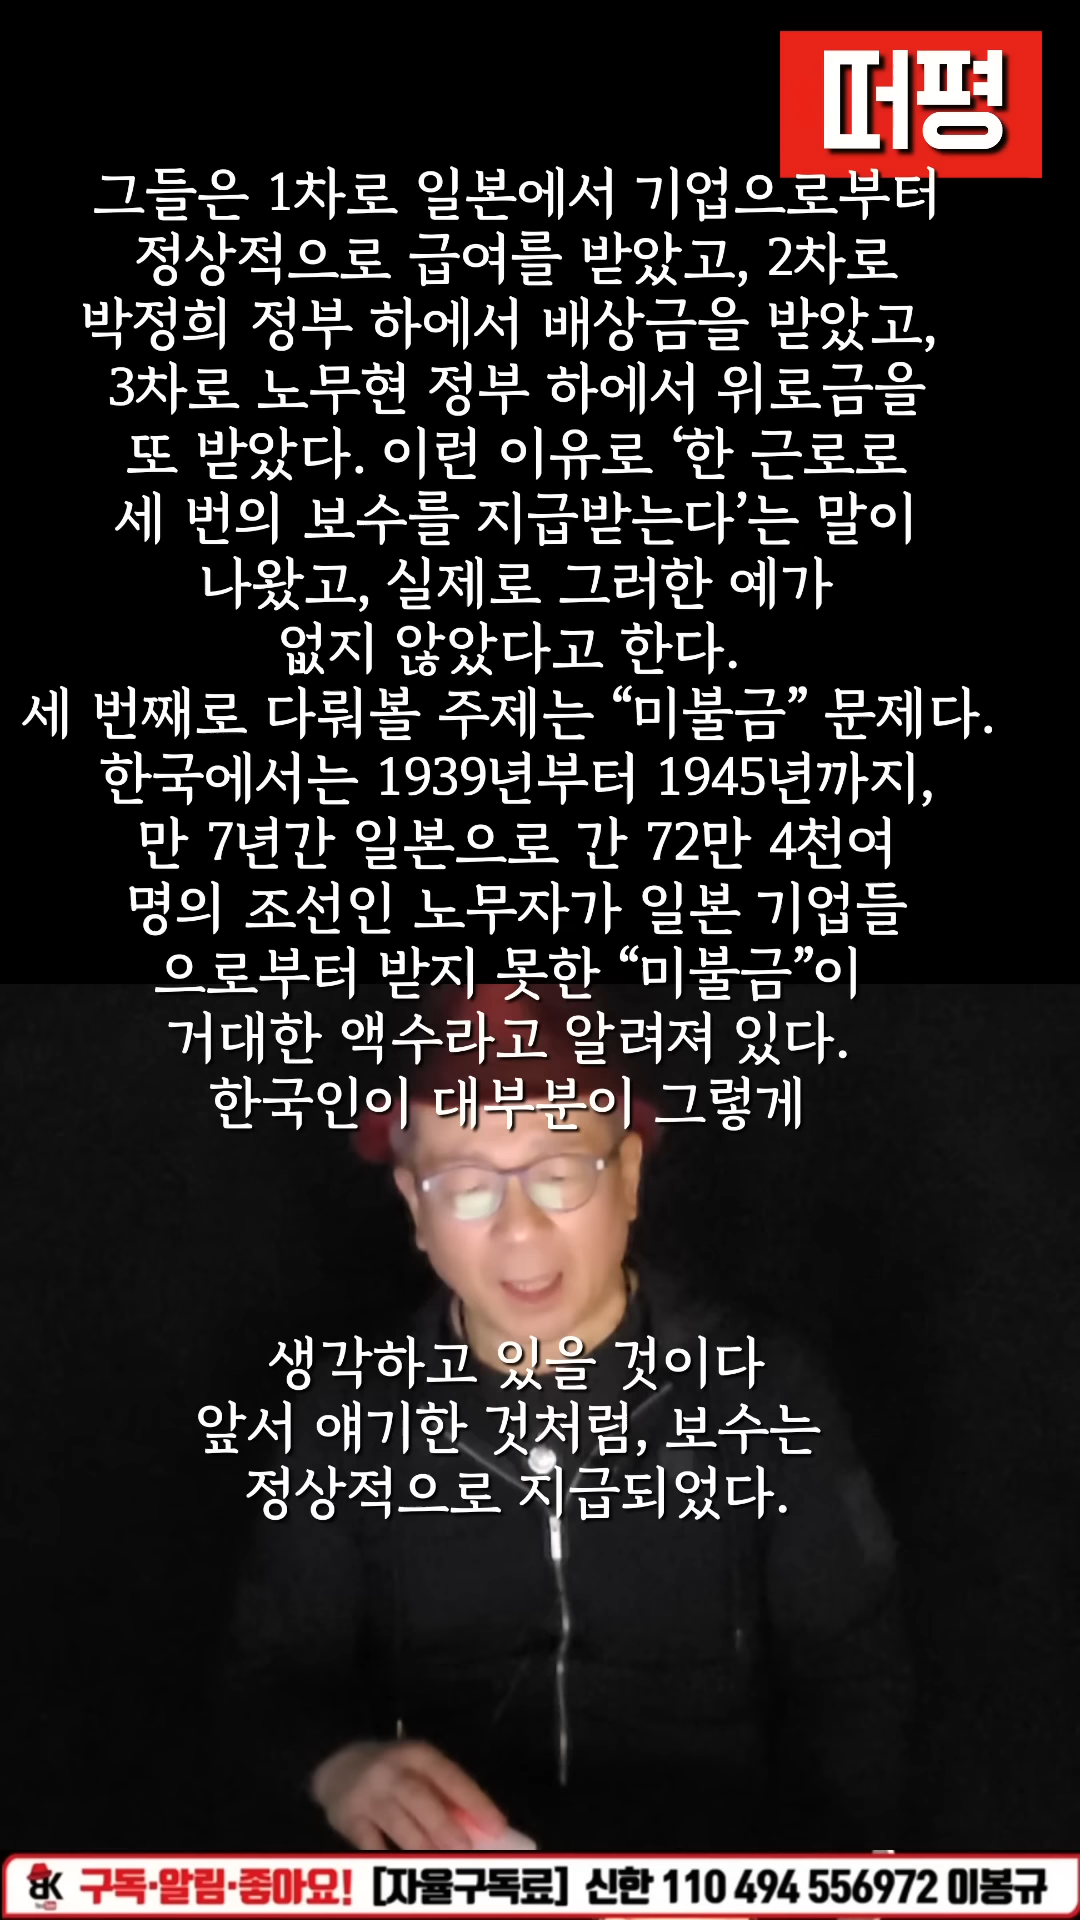 떠평
그들은 1차로 일본에서 기업으로부터
정상적으로 급여를 받았고, 2차로
박정희 정부 하에서 배상금을 받았고,
3차로 노무현 정부 하에서 위로금을
또 받았다. 이런 이유로 ‘한 근로로
세 번의 보수를 지급받는다’는 말이
나왔고, 실제로 그러한 예가
없지 않았다고 한다.
세 번째로 다뤄볼 주제는 “미불금” 문제다.
한국에서는 1939년부터 1945년까지,
만 7년간 일본으로 간 72만 4천여
명의 조선인 노무자가 일본 기업들
으로부터 받지 못한 “미불금”이
거대한 액수라고 알려져 있다.
한국인이 대부분이 그렇게
생각하고 있을 것이다
앞서 얘기한 것처럼, 보수는
정상적으로 지급되었다.
BK 구독·알림·좋아요! [자율구독료] 신한 110 494 556972 이봉규